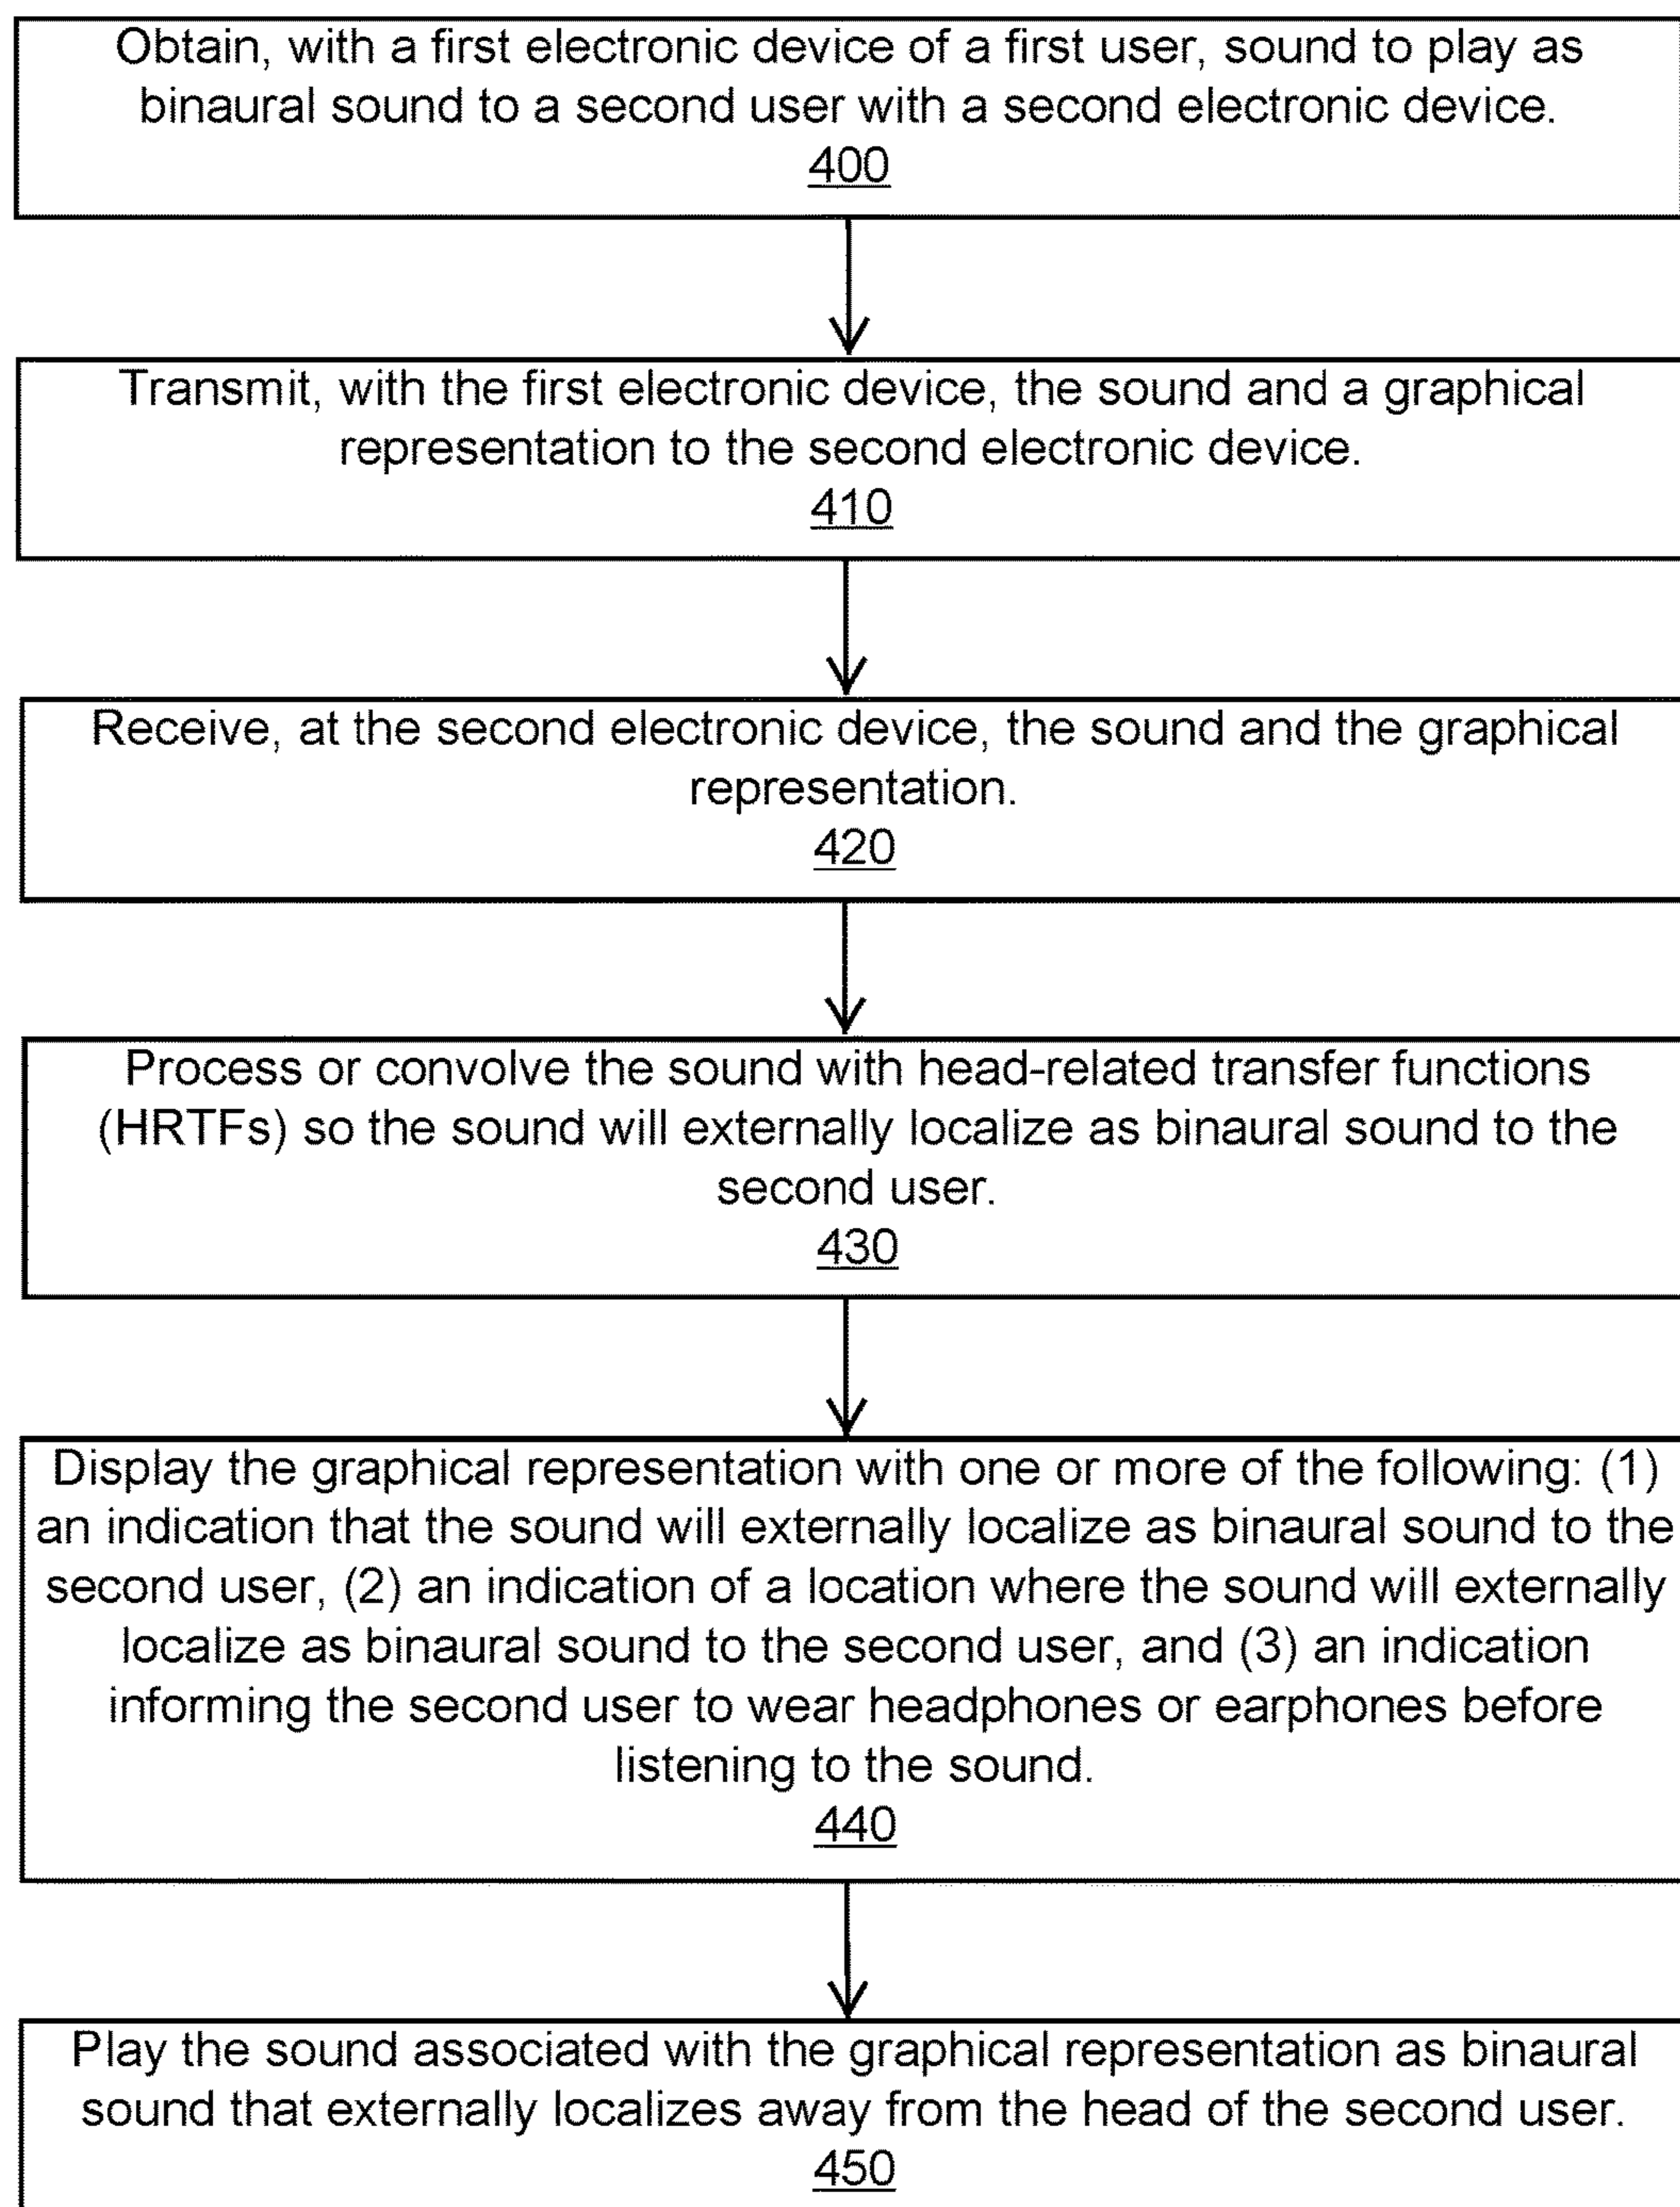 Obtain, with a first electronic device of a first user, sound to play as
binaural sound to a second user with a second electronic device.
400
Transmit, with the first electronic device, the sound and a graphical
representation to the second electronic device.
410
Receive, at the second electronic device, the sound and the graphical
representation.
420
Process or convolve the sound with head-related transfer functions
(HRTFs) so the sound will externally localize as binaural sound to the
second user.
430
Display the graphical representation with one or more of the following: (1)
an indication that the sound will externally localize as binaural sound to the
second user, (2) an indication of a location where the sound will externally
localize as binaural sound to the second user, and (3) an indication
informing the second user to wear headphones or earphones before
listening to the sound.
440
Play the sound associated with the graphical representation as binaural
sound that externally localizes away from the head of the second user.
450